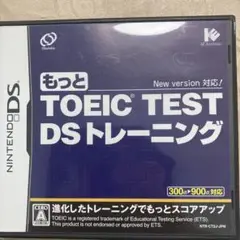 NINTENDO DS
もっと
New version 対応!
TOEIC® TEST
DSトレーニング
300点▶900点対応
進化したトレーニングでもっとスコアアップ
TOEIC is a registered trademark of Educational Testing Service (ETS).
This product is not endorsed or approved by ETS.
CERO
A